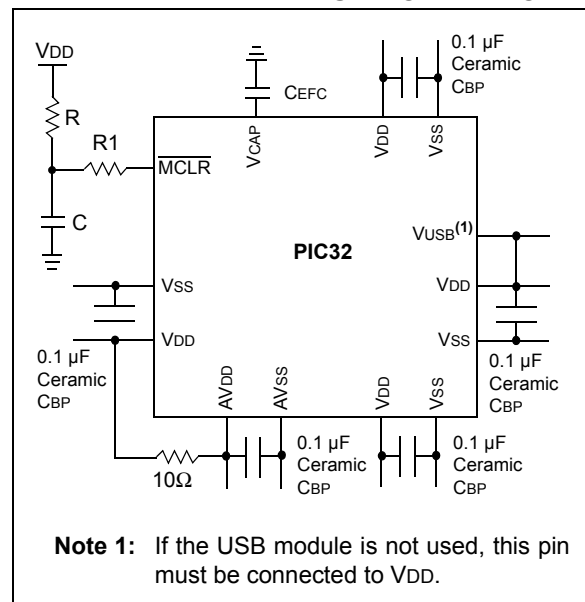 VDD
R
R1
C
MCLR
CEFC
VCAP
VDD
VSS
0.1 µF
Ceramic
CBP
PIC32
VUSB(1)
VDD
VSS
0.1 µF
Ceramic
CBP
VSS
VDD
0.1 µF
Ceramic
CBP
10Ω
AVDD
AVSS
0.1 µF
Ceramic
CBP
VDD
VSS
0.1 µF
Ceramic
CBP
Note 1: If the USB module is not used, this pin
must be connected to VDD.